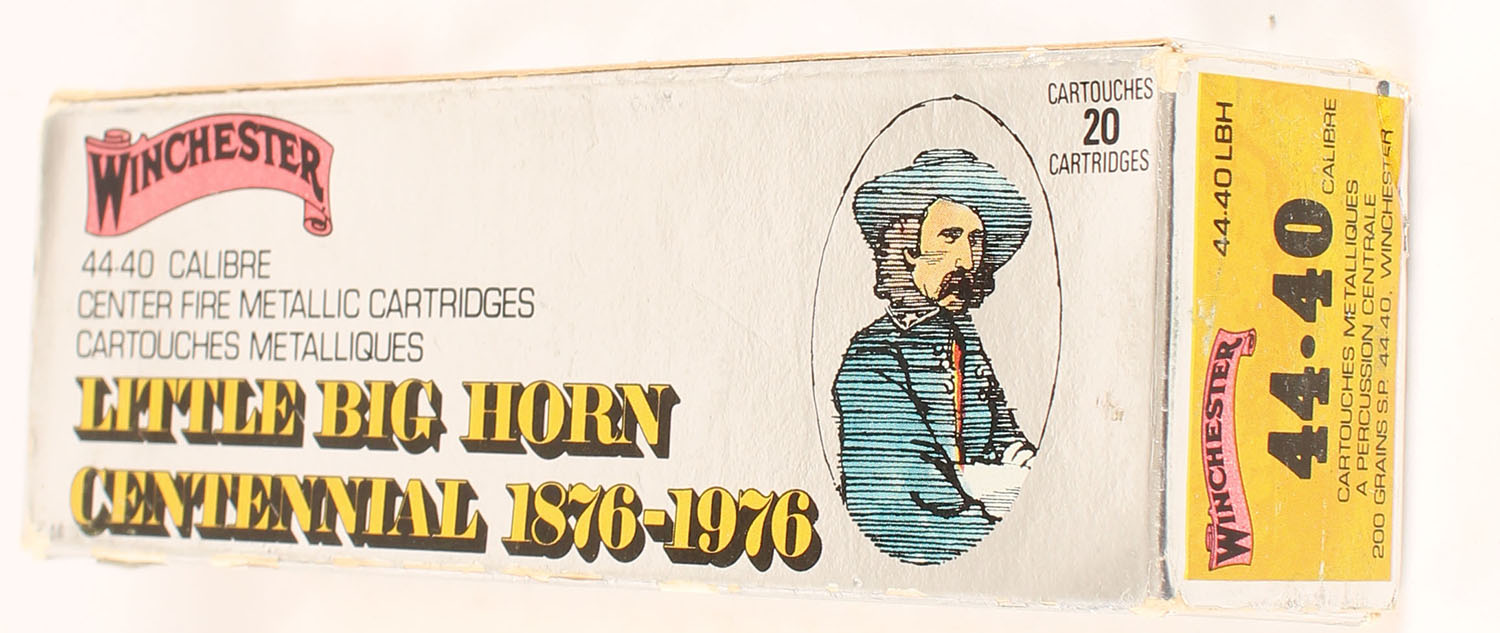 WINCHESTER
44-40 CALIBRE
CENTER FIRE METALLIC CARTRIDGES
CARTOUCHES METALLIQUES
LITTLE BIG HORN
CENTENNIAL 1876-1976
CARTOUCHES
20
CARTRIDGES
44-40 LBH
WINCHESTER
44•40
CALIBRE
CARTOUCHES METALLIQUES
A PERCUSSION CENTRALE
200 GRAINS S.P. 44-40, WINCHESTER